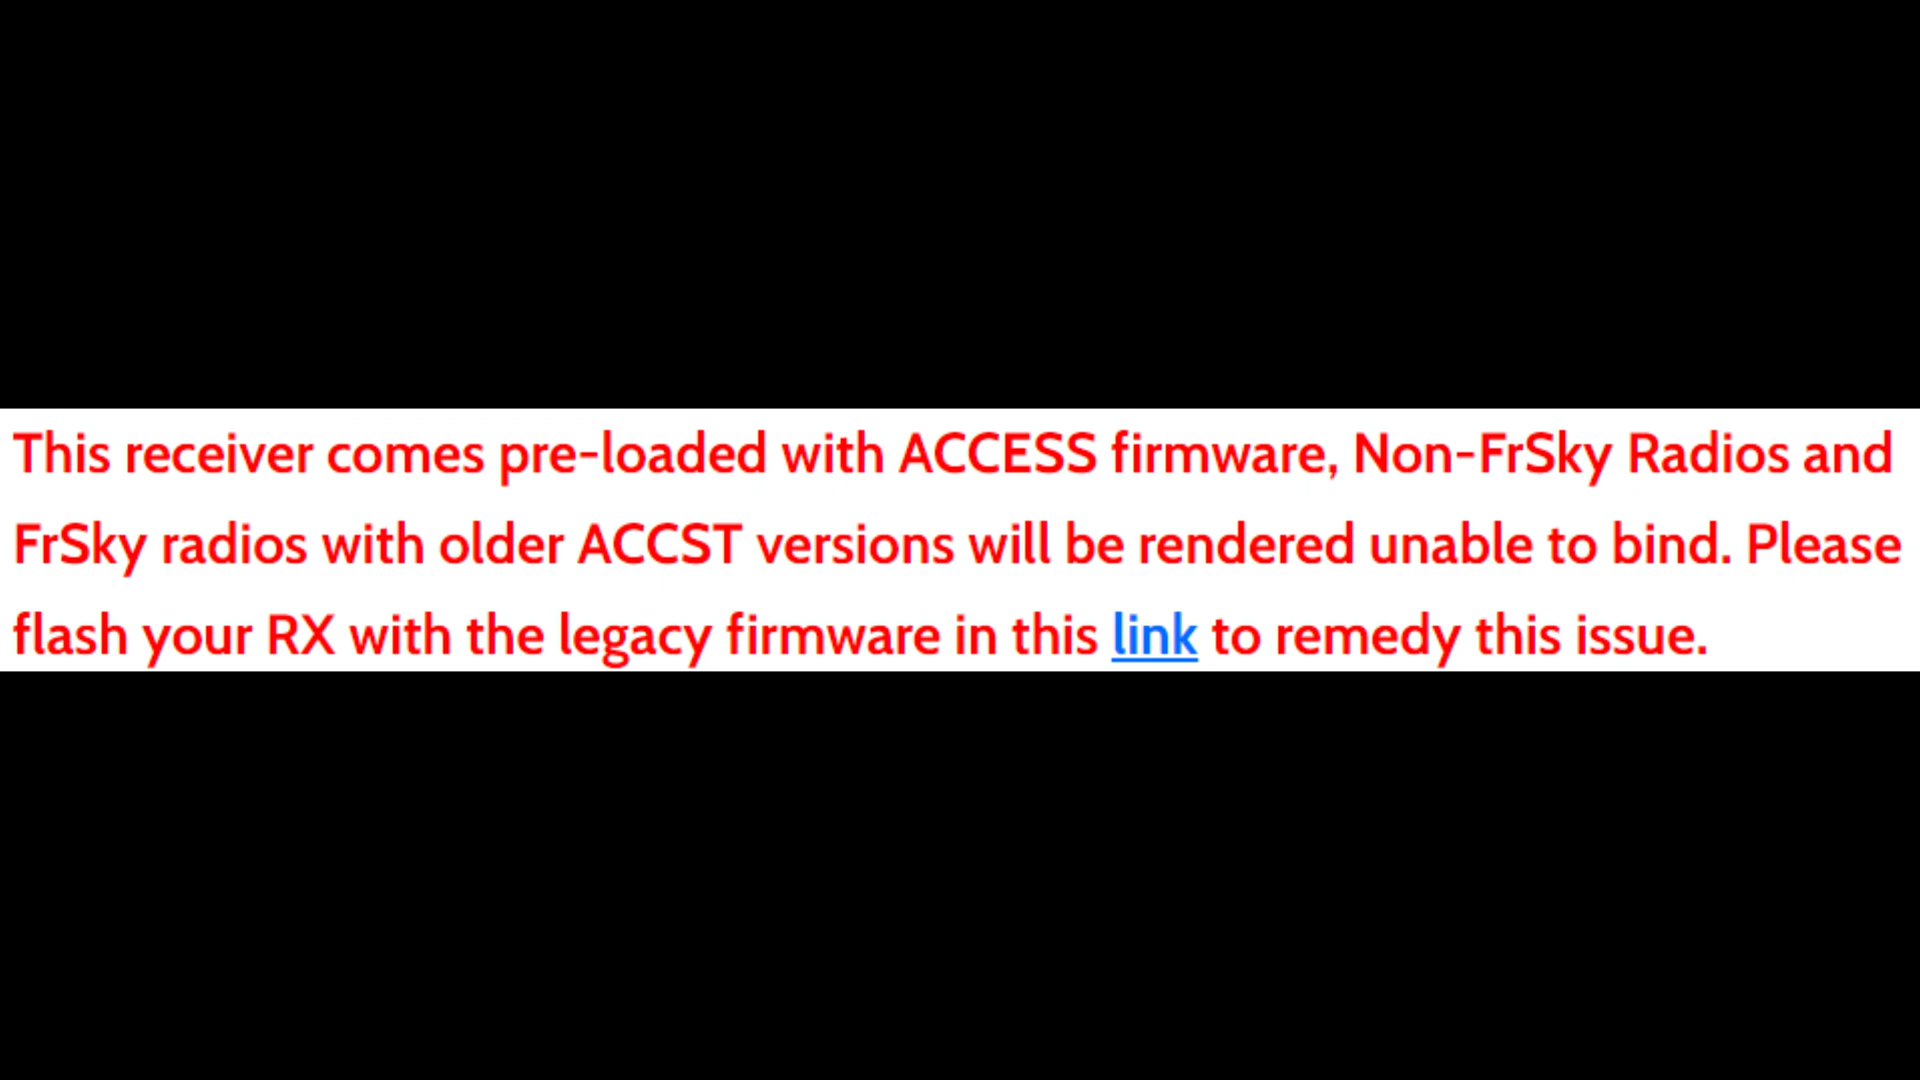 This receiver comes pre-loaded with ACCESS firmware, Non-FrSky Radios and
FrSky radios with older ACCST versions will be rendered unable to bind. Please
flash your RX with the legacy firmware in this link to remedy this issue.